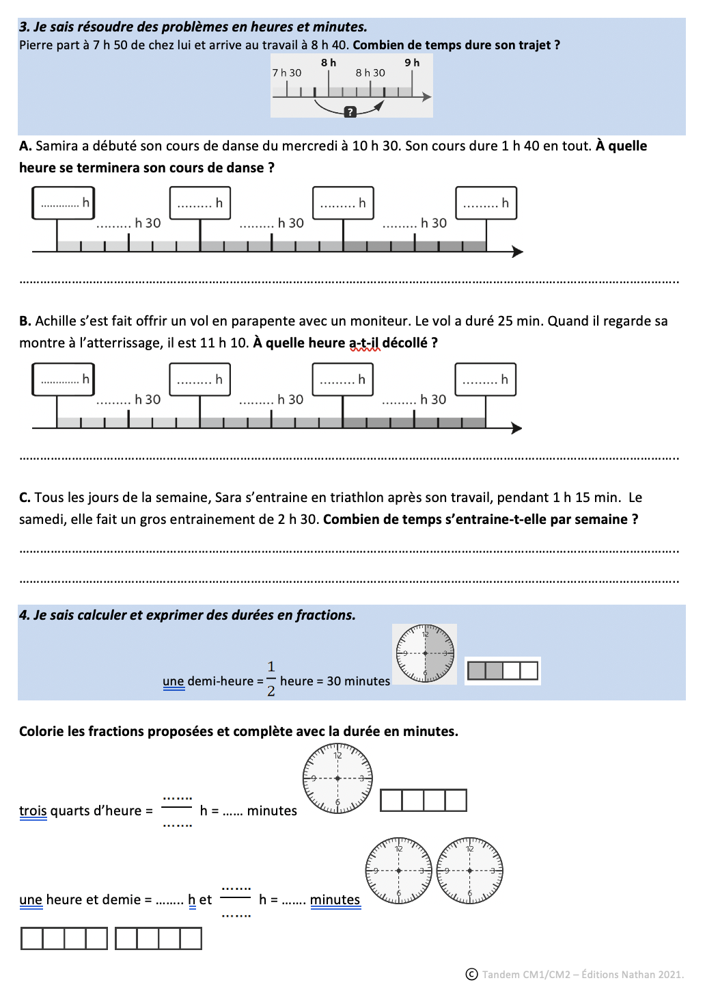 3. Je sais résoudre des problèmes en heures et minutes.
Pierre part à 7 h 50 de chez lui et arrive au travail à 8 h 40. Combien de temps dure son trajet ?
8 h 9 h
7 h 30 8 h 30
?
A. Samira a débuté son cours de danse du mercredi à 10 h 30. Son cours dure 1 h 40 en tout. À quelle
heure se terminera son cours de danse ?
............. h ......... h ......... h ......... h
......... h 30 ......... h 30 ......... h 30
................................................................................
B. Achille s’est fait offrir un vol en parapente avec un moniteur. Le vol a duré 25 min. Quand il regarde sa
montre à l’atterrissage, il est 11 h 10. À quelle heure a-t-il décollé ?
............. h ......... h ......... h ......... h
......... h 30 ......... h 30 ......... h 30
................................................................................
C. Tous les jours de la semaine, Sara s’entraine en triathlon après son travail, pendant 1 h 15 min. Le
samedi, elle fait un gros entrainement de 2 h 30. Combien de temps s’entraine-t-elle par semaine ?
................................................................................
................................................................................
4. Je sais calculer et exprimer des durées en fractions.
12
9 3
6
une demi-heure = 1/2 heure = 30 minutes
Colorie les fractions proposées et complète avec la durée en minutes.
12
9 3
6
trois quarts d’heure = ……./……. h = …… minutes
12 12
9 3 9 3
6 6
une heure et demie = …….. h et ……./……. h = ……. minutes
© Tandem CM1/CM2 – Éditions Nathan 2021.